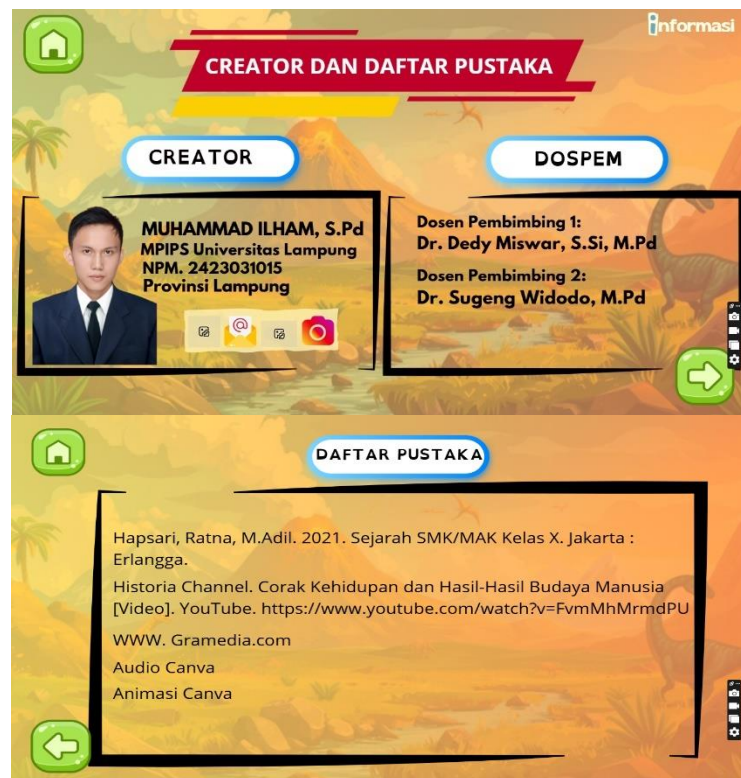 informasi
CREATOR DAN DAFTAR PUSTAKA
CREATOR
MUHAMMAD ILHAM, S.Pd
MPIPS Universitas Lampung
NPM. 2423031015
Provinsi Lampung
DOSPEM
Dosen Pembimbing 1:
Dr. Dedy Miswar, S.Si, M.Pd
Dosen Pembimbing 2:
Dr. Sugeng Widodo, M.Pd
DAFTAR PUSTAKA
Hapsari, Ratna, M.Adil. 2021. Sejarah SMK/MAK Kelas X. Jakarta :
Erlangga.
Historia Channel. Corak Kehidupan dan Hasil-Hasil Budaya Manusia
[Video]. YouTube. https://www.youtube.com/watch?v=FvmMhMrmdPU
WWW. Gramedia.com
Audio Canva
Animasi Canva